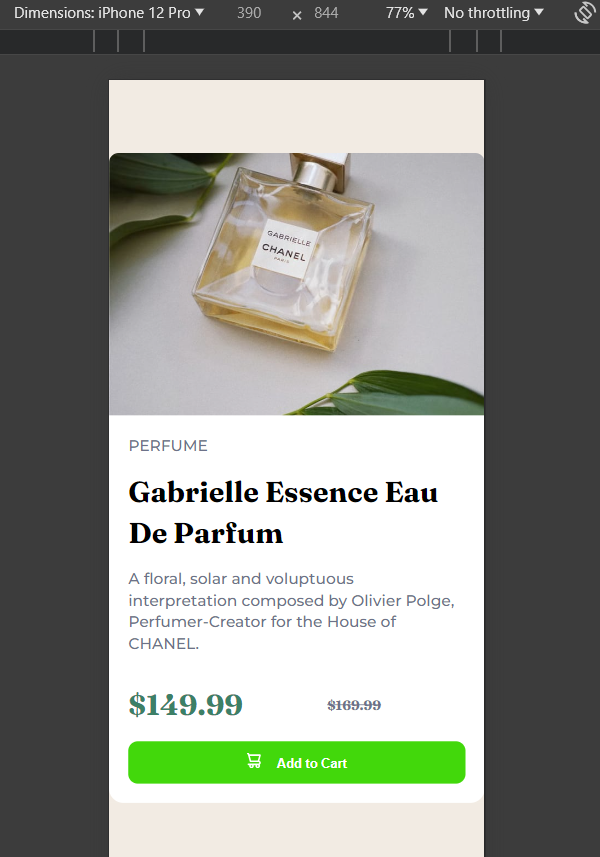 Dimensions: iPhone 12 Pro 390 × 844 77% No throttling
GABRIELLE
CHANEL
PARIS
PERFUME
Gabrielle Essence Eau
De Parfum
A floral, solar and voluptuous
interpretation composed by Olivier Polge,
Perfumer-Creator for the House of
CHANEL.
$149.99 $169.99
Add to Cart